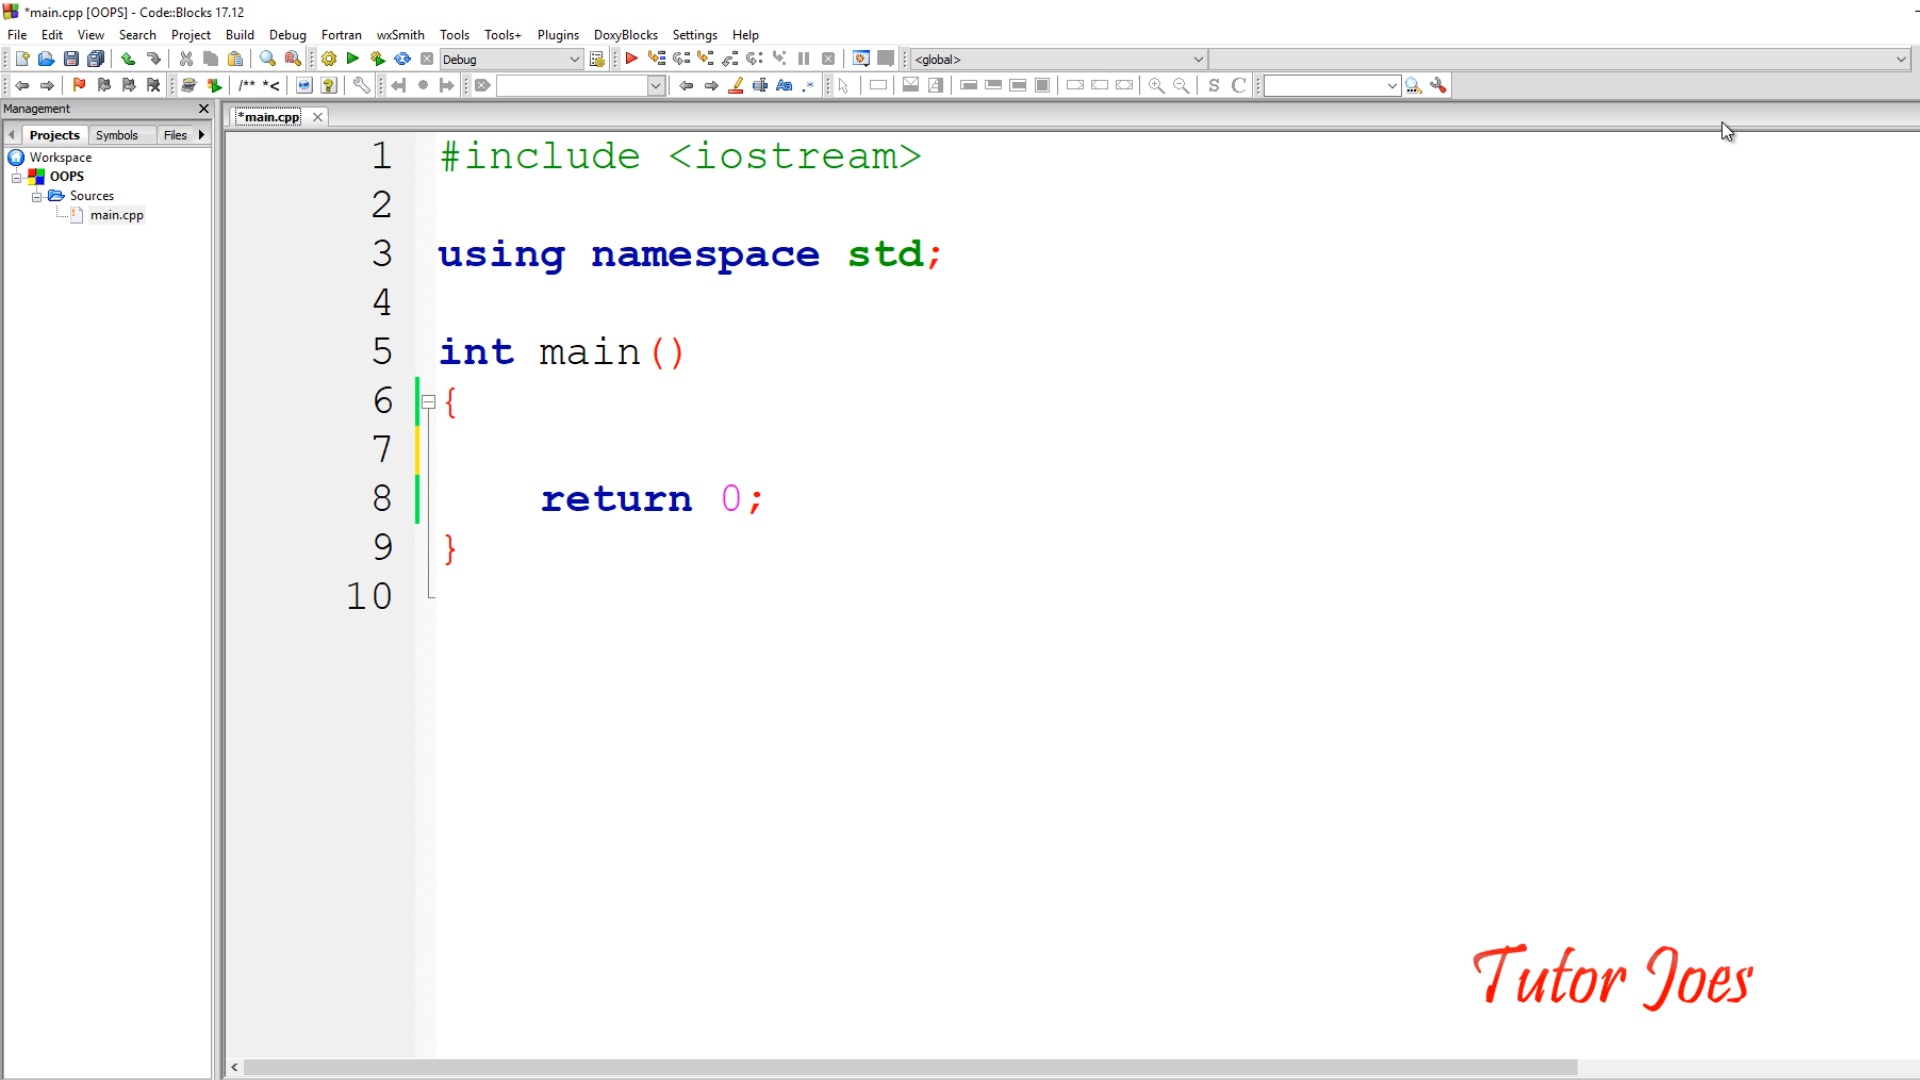 *main.cpp [OOPS] - Code::Blocks 17.12
File Edit View Search Project Build Debug Fortran wxSmith Tools Tools+ Plugins DoxyBlocks Settings Help
Debug <global>
/** *<
Management
*main.cpp
Projects Symbols Files
Workspace
OOPS
Sources
main.cpp
1 #include <iostream>
2
3 using namespace std;
4
5 int main()
6 {
7
8 return 0;
9 }
10
Tutor Joes